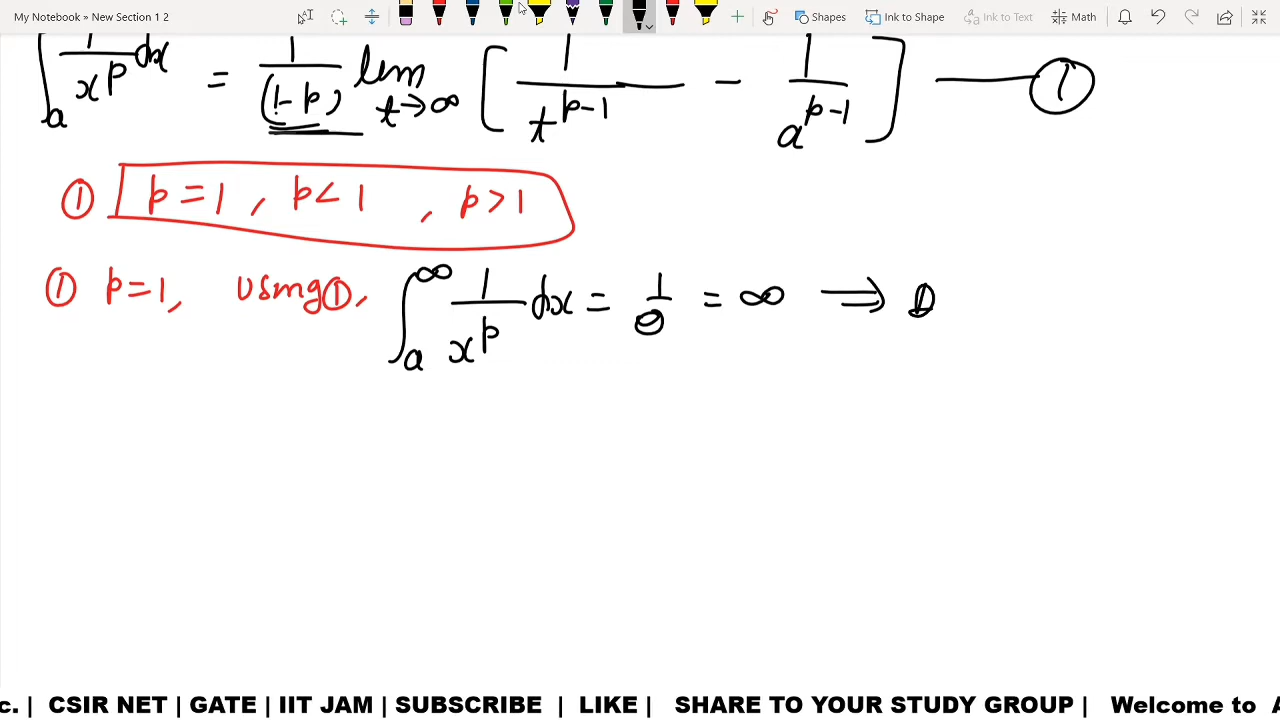 My Notebook » New Section 1 2
Shapes Ink to Shape Ink to Text Math
∫ₐ 1/x^p dx = 1/(1-p) lim t→∞ [ 1/t^(p-1) - 1/a^(p-1) ] — ①
① p=1, p<1, p>1
① p=1, using①, ∫ₐ^∞ 1/x^p dx = 1/0 = ∞ ⇒ D
c. | CSIR NET | GATE | IIT JAM | SUBSCRIBE | LIKE | SHARE TO YOUR STUDY GROUP | Welcome to A